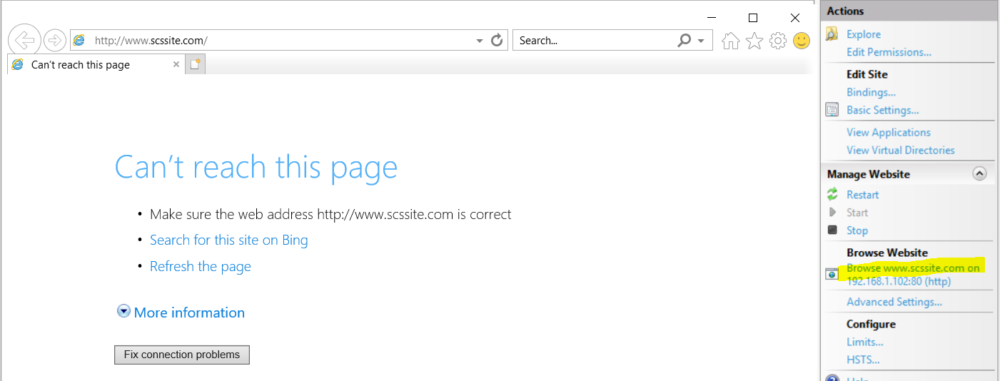 http://www.scssite.com/
Search...
Can't reach this page
Can't reach this page
• Make sure the web address http://www.scssite.com is correct
• Search for this site on Bing
• Refresh the page
More information
Fix connection problems
Actions
Explore
Edit Permissions...
Edit Site
Bindings...
Basic Settings...
View Applications
View Virtual Directories
Manage Website
Restart
Start
Stop
Browse Website
Browse www.scssite.com on
192.168.1.102:80 (http)
Advanced Settings...
Configure
Limits...
HSTS...
Help